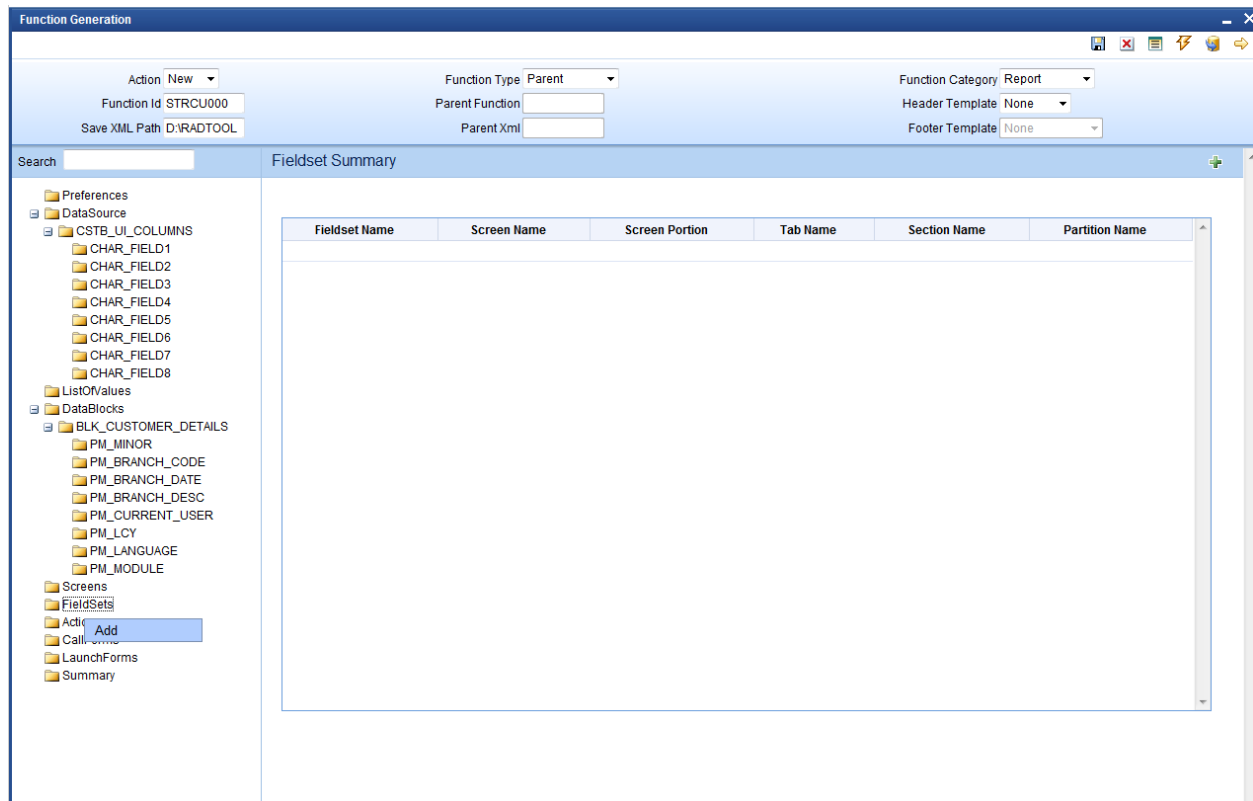 Function Generation
Action New
Function Type Parent
Function Category Report
Function Id STRCU000
Parent Function
Header Template None
Save XML Path D:\RADTOOL
Parent Xml
Footer Template None
Search
Fieldset Summary
Preferences
DataSource
CSTB_UI_COLUMNS
CHAR_FIELD1
CHAR_FIELD2
CHAR_FIELD3
CHAR_FIELD4
CHAR_FIELD5
CHAR_FIELD6
CHAR_FIELD7
CHAR_FIELD8
ListOfValues
DataBlocks
BLK_CUSTOMER_DETAILS
PM_MINOR
PM_BRANCH_CODE
PM_BRANCH_DATE
PM_BRANCH_DESC
PM_CURRENT_USER
PM_LCY
PM_LANGUAGE
PM_MODULE
Screens
FieldSets
Add
LaunchForms
Summary
Fieldset Name Screen Name Screen Portion Tab Name Section Name Partition Name